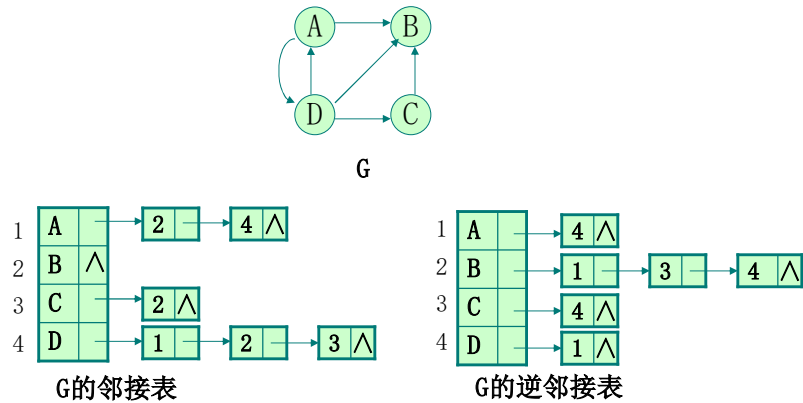 A B
D C
G
1 A 2 4 ∧
2 B ∧
3 C 2 ∧
4 D 1 2 3 ∧
G的邻接表
1 A 4 ∧
2 B 1 3 4 ∧
3 C 4 ∧
4 D 1 ∧
G的逆邻接表